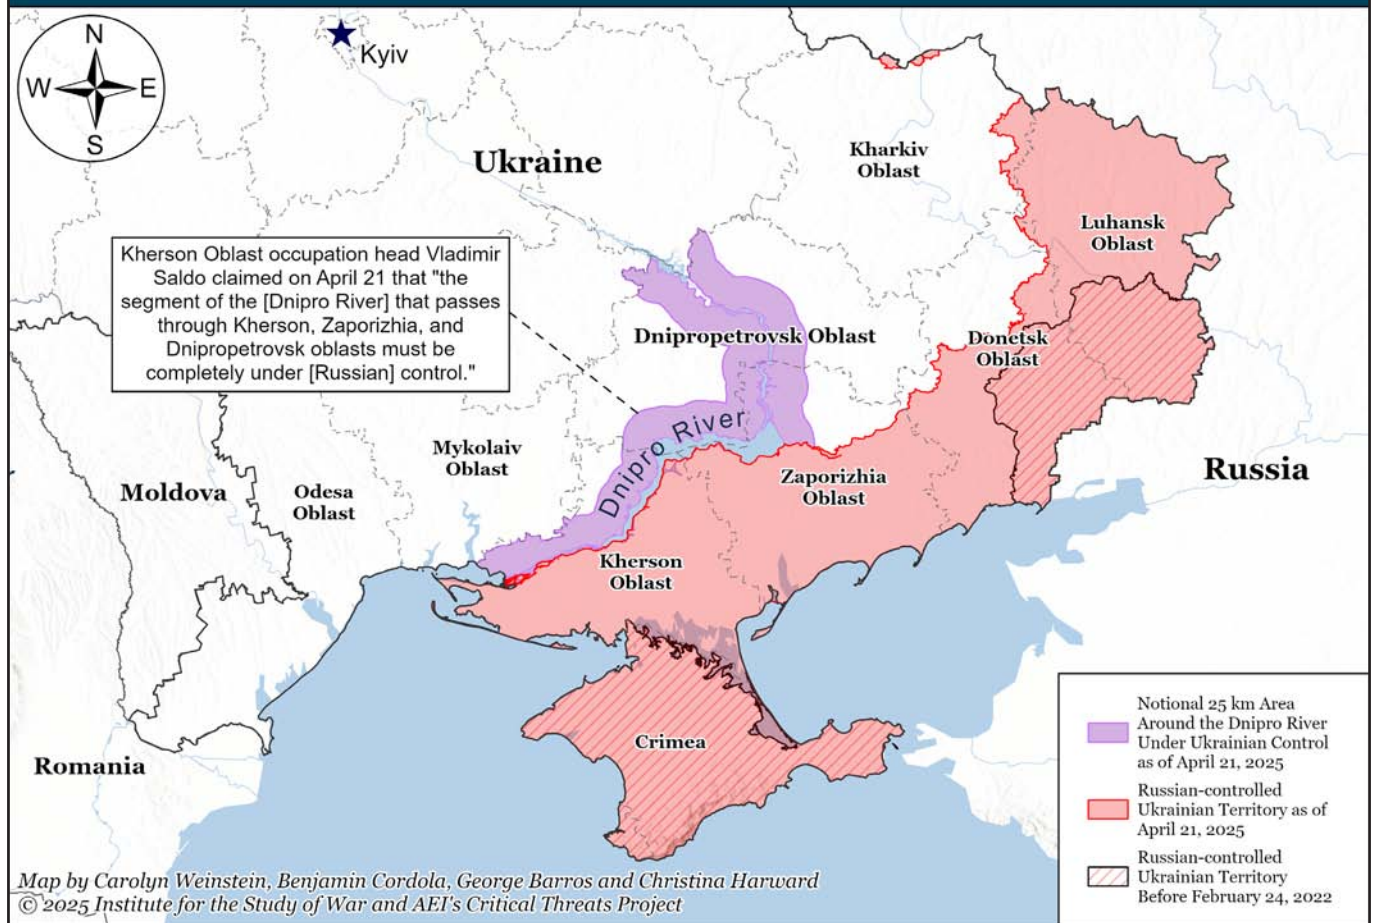 N
W
E
S
Kyiv
Ukraine
Kharkiv
Oblast
Luhansk
Oblast
Kherson Oblast occupation head Vladimir
Saldo claimed on April 21 that "the
segment of the [Dnipro River] that passes
through Kherson, Zaporizhia, and
Dnipropetrovsk oblasts must be
completely under [Russian] control."
Dnipropetrovsk Oblast
Donetsk
Oblast
Dnipro River
Mykolaiv
Oblast
Moldova
Odesa
Oblast
Zaporizhia
Oblast
Russia
Kherson
Oblast
Crimea
Romania
Notional 25 km Area
Around the Dnipro River
Under Ukrainian Control
as of April 21, 2025
Russian-controlled
Ukrainian Territory as of
April 21, 2025
Russian-controlled
Ukrainian Territory
Before February 24, 2022
Map by Carolyn Weinstein, Benjamin Cordola, George Barros and Christina Harward
© 2025 Institute for the Study of War and AEI's Critical Threats Project